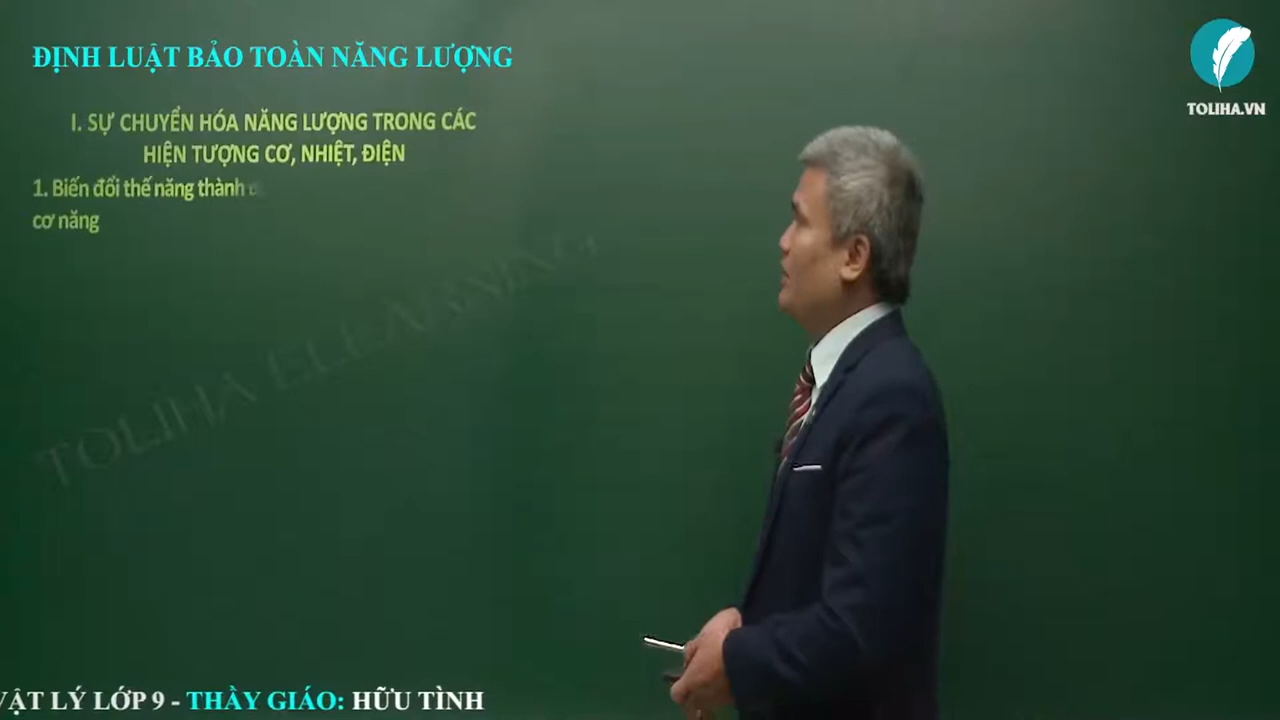 ĐỊNH LUẬT BẢO TOÀN NĂNG LƯỢNG
TOLIHA.VN
I. SỰ CHUYỂN HÓA NĂNG LƯỢNG TRONG CÁC
HIỆN TƯỢNG CƠ, NHIỆT, ĐIỆN
1. Biến đổi thế năng thành
cơ năng
TOLIHA ELEARNING
VẬT LÝ LỚP 9 - THẦY GIÁO: HỮU TÌNH